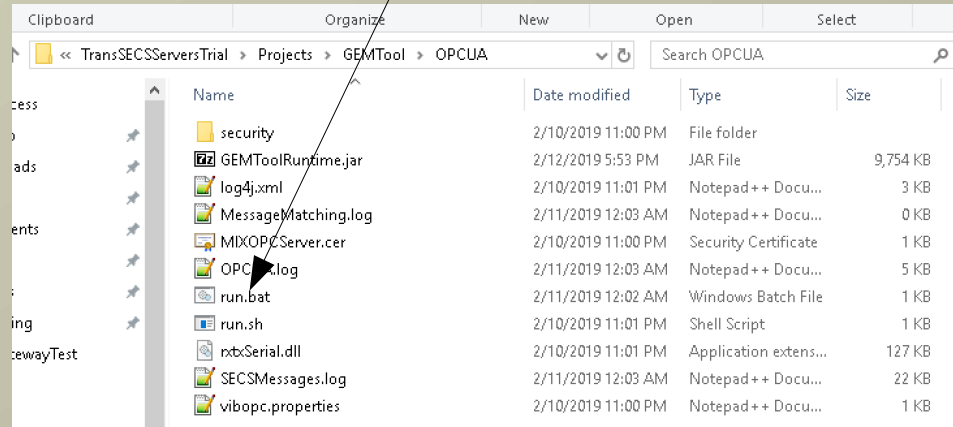 Clipboard Organize New Open Select
« TransSECSServersTrial > Projects > GEMTool > OPCUA Search OPCUA
Name Date modified Type Size
cess
ads
ents
ing
tewayTest
security 2/10/2019 11:00 PM File folder
GEMToolRuntime.jar 2/12/2019 5:53 PM JAR File 9,754 KB
log4j.xml 2/10/2019 11:01 PM Notepad++ Docu... 3 KB
MessageMatching.log 2/11/2019 12:03 AM Notepad++ Docu... 0 KB
MIXOPCServer.cer 2/10/2019 11:00 PM Security Certificate 1 KB
OPCUA.log 2/11/2019 12:03 AM Notepad++ Docu... 5 KB
run.bat 2/11/2019 12:02 AM Windows Batch File 1 KB
run.sh 2/10/2019 11:01 PM Shell Script 1 KB
rxtxSerial.dll 2/10/2019 11:01 PM Application extens... 127 KB
SECSMessages.log 2/11/2019 12:03 AM Notepad++ Docu... 22 KB
vibopc.properties 2/10/2019 11:00 PM Notepad++ Docu... 1 KB